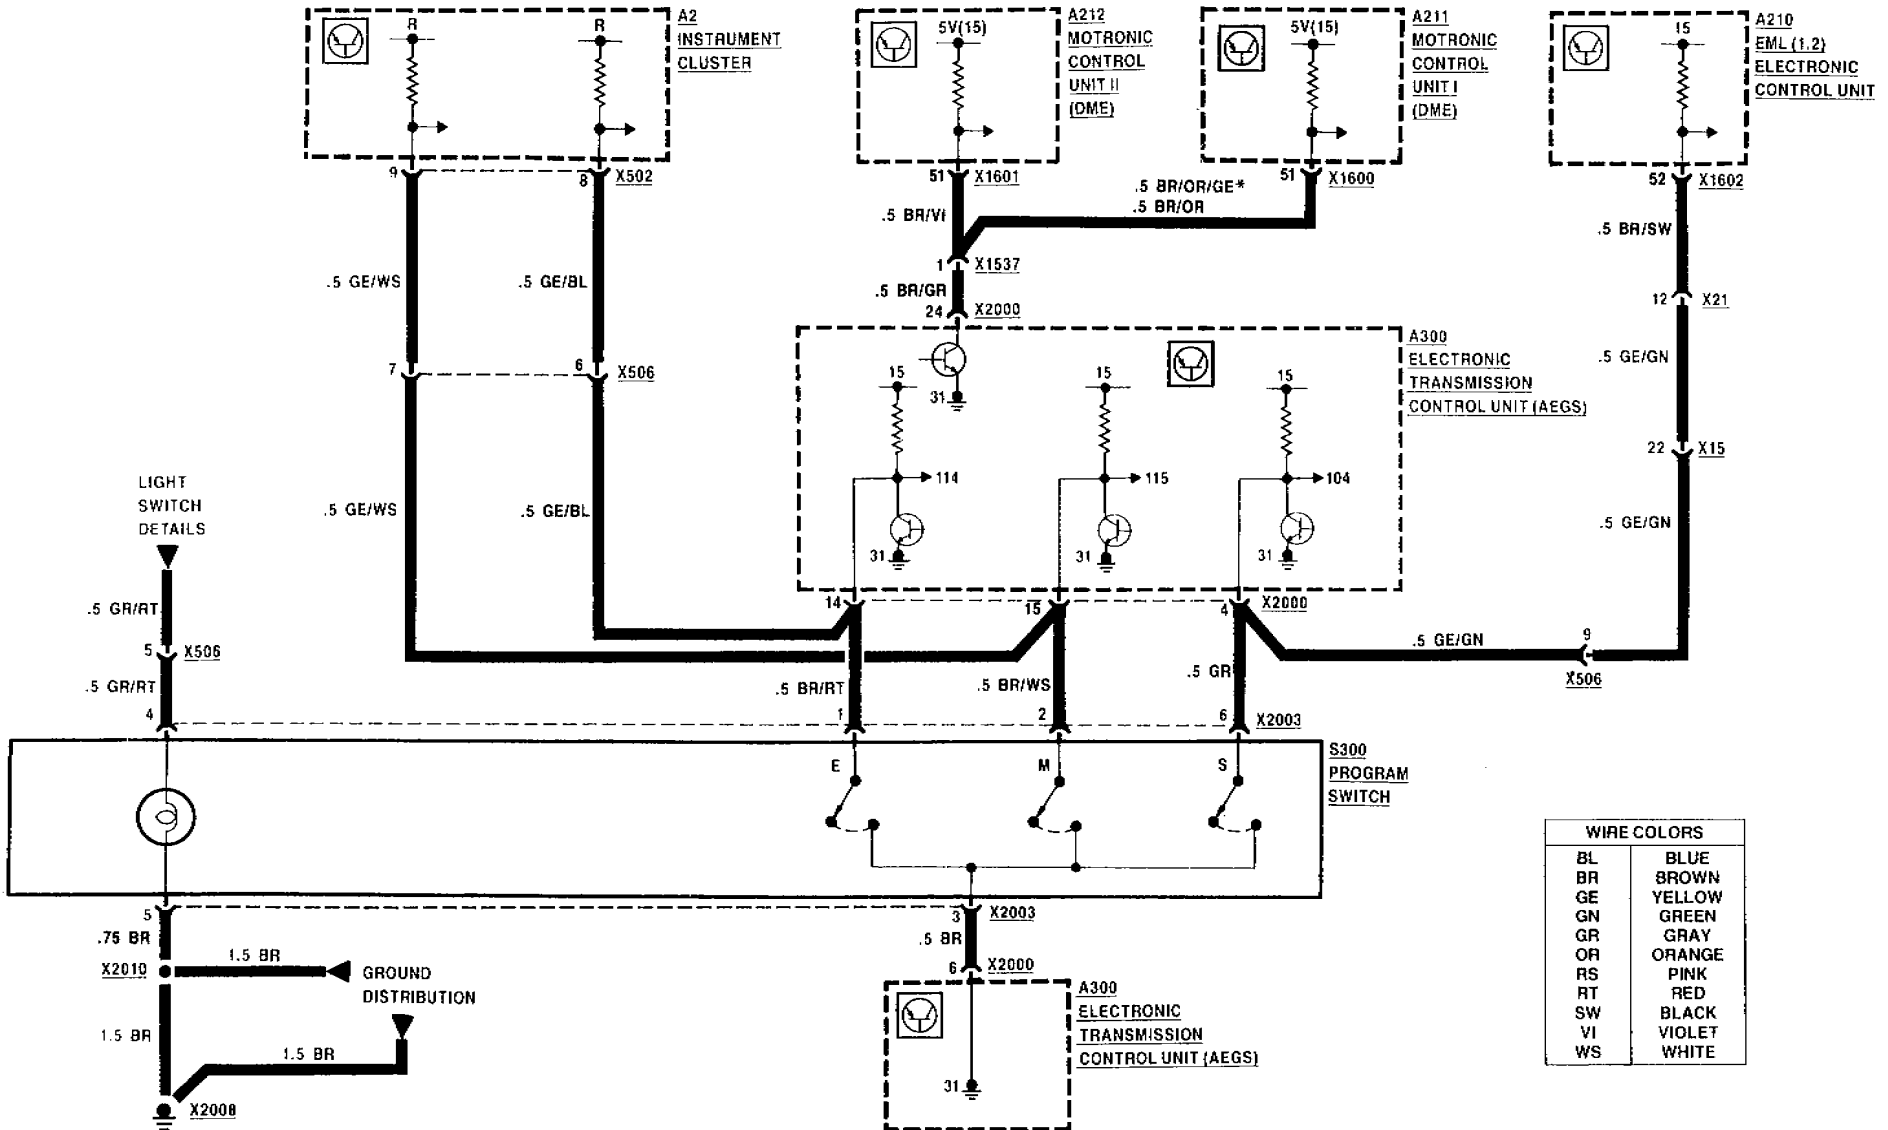 R
R
A2
INSTRUMENT
CLUSTER
5V(15)
A212
MOTRONIC
CONTROL
UNIT II
(DME)
5V(15)
A211
MOTRONIC
CONTROL
UNIT I
(DME)
15
A210
EML (1.2)
ELECTRONIC
CONTROL UNIT
9
8
X502
51
X1601
51
X1600
52
X1602
.5 BR/OR/GE*
.5 BR/OR
.5 BR/VI
.5 BR/SW
1
X1537
.5 GE/WS
.5 GE/BL
.5 BR/GR
24
X2000
12
X21
.5 GE/GN
7
6
X506
A300
ELECTRONIC
TRANSMISSION
CONTROL UNIT (AEGS)
15
31
15
15
22
X15
114
115
104
LIGHT
SWITCH
DETAILS
.5 GE/WS
.5 GE/BL
.5 GE/GN
31
31
31
14
15
4
X2000
.5 GR/RT
5
X506
.5 GE/GN
9
X506
.5 GR/RT
.5 BR/RT
.5 BR/WS
.5 GR
4
1
2
6
X2003
E
M
S
S300
PROGRAM
SWITCH
5
3
X2003
.75 BR
.5 BR
X2010
1.5 BR
GROUND
DISTRIBUTION
6
X2000
1.5 BR
1.5 BR
X2008
A300
ELECTRONIC
TRANSMISSION
CONTROL UNIT (AEGS)
31
WIRE COLORS
BL BLUE
BR BROWN
GE YELLOW
GN GREEN
GR GRAY
OR ORANGE
RS PINK
RT RED
SW BLACK
VI VIOLET
WS WHITE